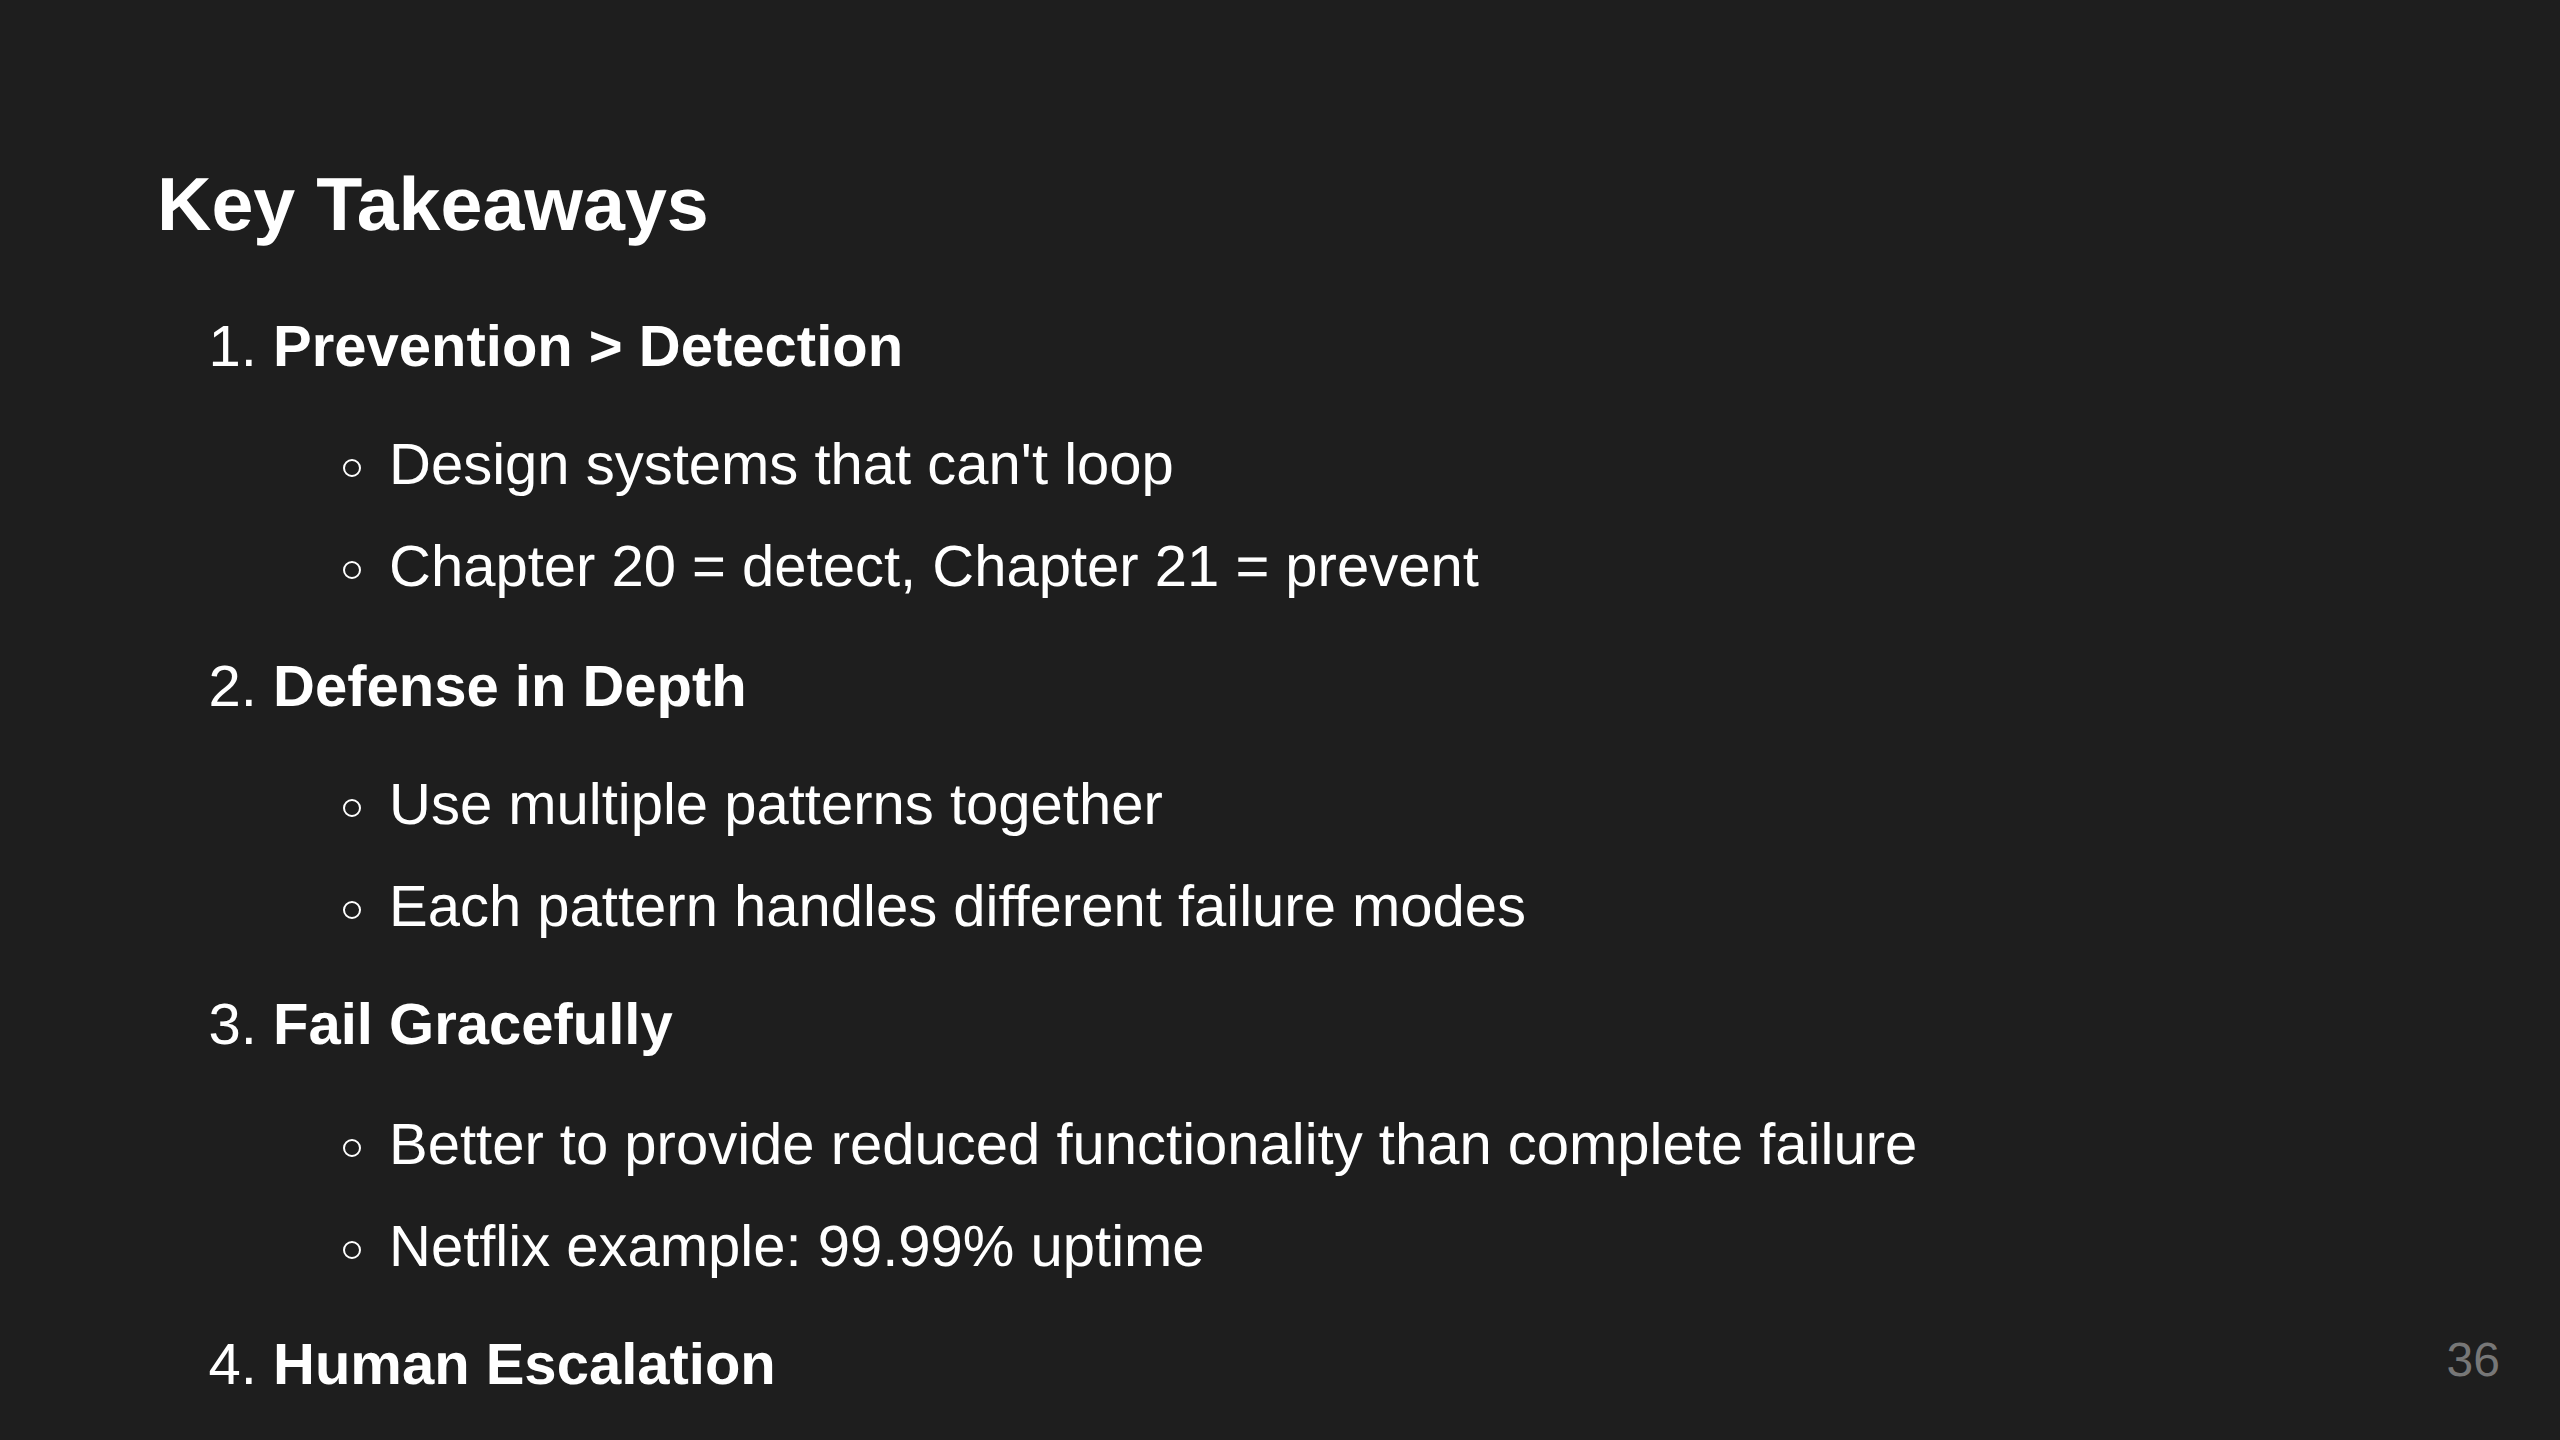 Key Takeaways
1. Prevention > Detection
○ Design systems that can't loop
○ Chapter 20 = detect, Chapter 21 = prevent
2. Defense in Depth
○ Use multiple patterns together
○ Each pattern handles different failure modes
3. Fail Gracefully
○ Better to provide reduced functionality than complete failure
○ Netflix example: 99.99% uptime
4. Human Escalation
36